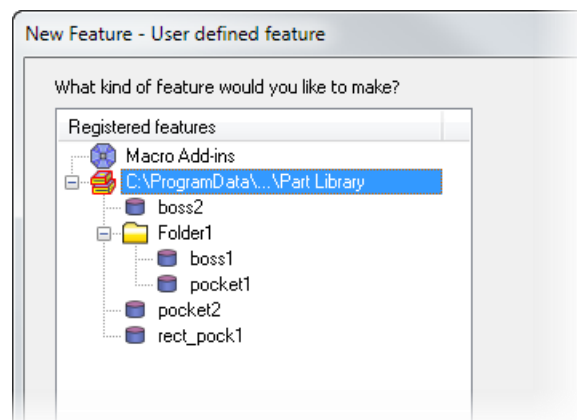 New Feature - User defined feature
What kind of feature would you like to make?
Registered features
Macro Add-ins
C:\ProgramData\...\Part Library
boss2
Folder1
boss1
pocket1
pocket2
rect_pock1